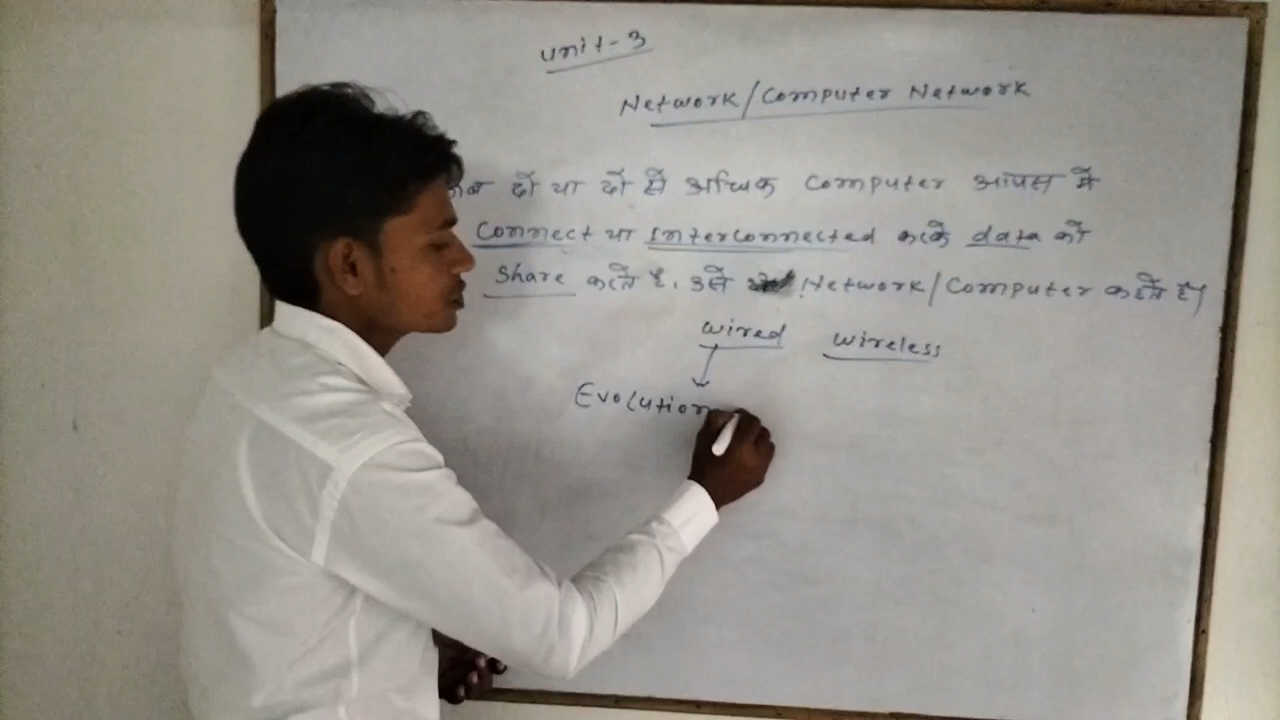 Unit-3
Network/Computer Network
जब दो या दो से अधिक Computer आपस में
Connect या Interconnected करके data को
Share करते है, उसे Network/Computer कहते है।
Wired Wireless
Evolution